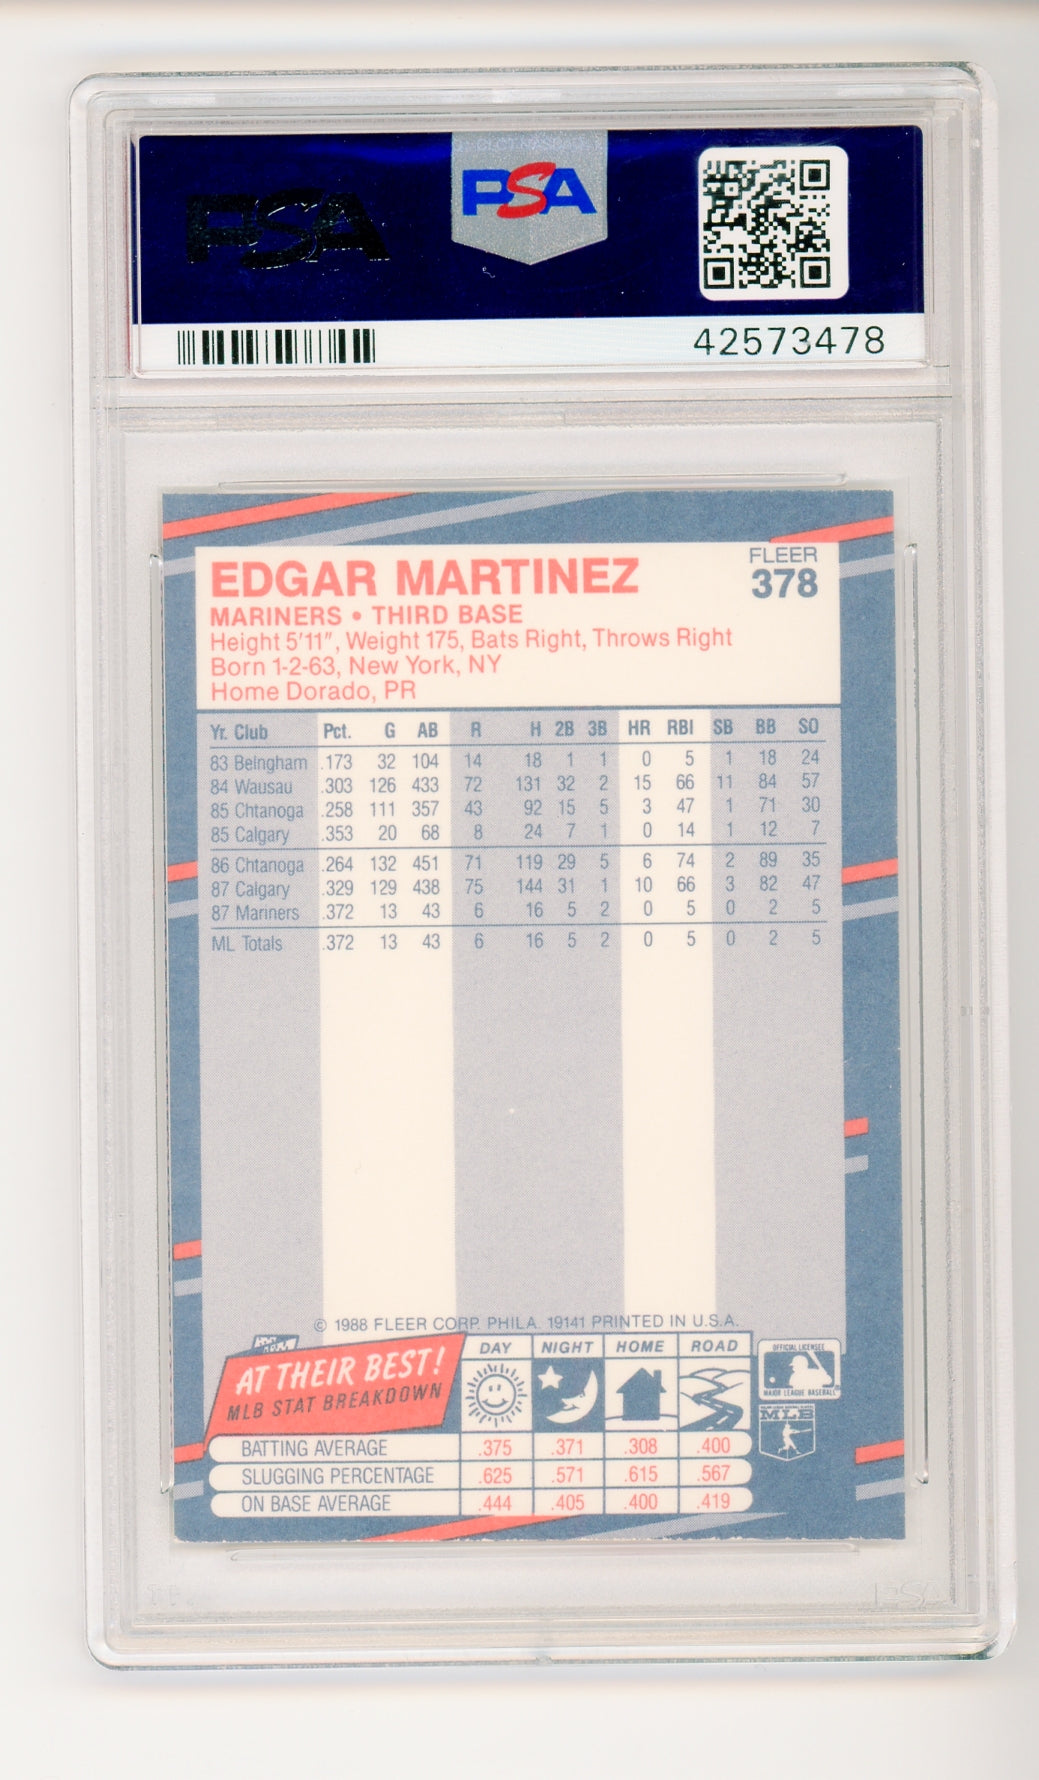 PSA
PSA
42573478
EDGAR MARTINEZ
FLEER
378
MARINERS • THIRD BASE
Height 5'11", Weight 175, Bats Right, Throws Right
Born 1-2-63, New York, NY
Home Dorado, PR
Yr. Club Pct. G AB R H 2B 3B HR RBI SB BB SO
83 Belngham .173 32 104 14 18 1 1 0 5 1 18 24
84 Wausau .303 126 433 72 131 32 2 15 66 11 84 57
85 Chtanoga .258 111 357 43 92 15 5 3 47 1 71 30
85 Calgary .353 20 68 8 24 7 1 0 14 1 12 7
86 Chtanoga .264 132 451 71 119 29 5 6 74 2 89 35
87 Calgary .329 129 438 75 144 31 1 10 66 3 82 47
87 Mariners .372 13 43 6 16 5 2 0 5 0 2 5
ML Totals .372 13 43 6 16 5 2 0 5 0 2 5
© 1988 FLEER CORP. PHILA. 19141 PRINTED IN U.S.A.
AT THEIR BEST!
MLB STAT BREAKDOWN
DAY NIGHT HOME ROAD
OFFICIAL LICENSEE
MAJOR LEAGUE BASEBALL
MLB
BATTING AVERAGE .375 .371 .308 .400
SLUGGING PERCENTAGE .625 .571 .615 .567
ON BASE AVERAGE .444 .405 .400 .419
PSA